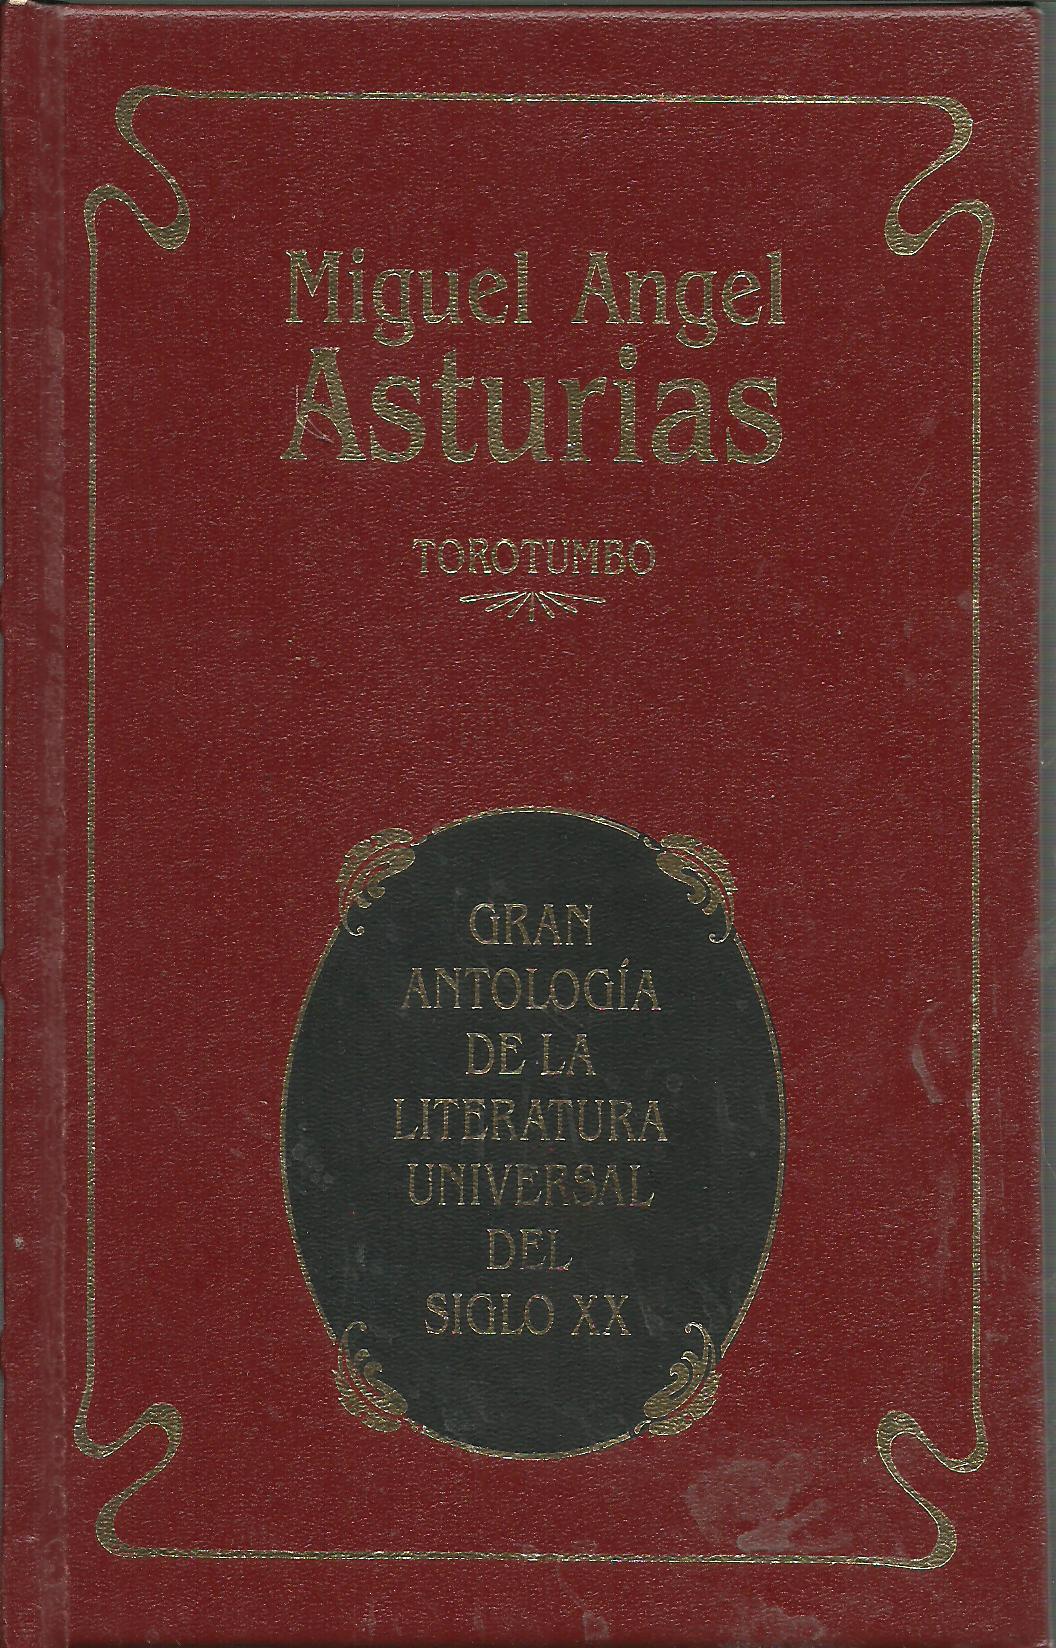 Miguel Angel
Asturias
TOROTUMBO
GRAN
ANTOLOGÍA
DE LA
LITERATURA
UNIVERSAL
DEL
SIGLO XX